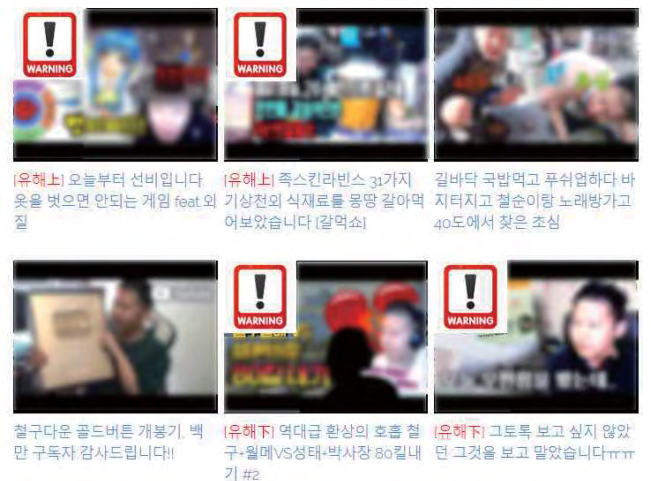 WARNING
WARNING
[유해上] 오늘부터 선비입니다
옷을 벗으면 안되는 게임 feat.외
질
[유해上] 족스킨라빈스 31가지
기상천외 식재료를 몽땅 갈아먹
어보았습니다 [갈먹쇼]
길바닥 국밥먹고 푸쉬업하다 바
지터지고 철순이랑 노래방가고
40도에서 찾은 초심
WARNING
WARNING
철구다운 골드버튼 개봉기, 백
만 구독자 감사드립니다!!
[유해下] 역대급 환상의 호흡 철
구+월메VS성태+박사장 80킬내
기 #2
[유해下] 그토록 보고 싶지 않았
던 그것을 보고 말았습니다ㅠㅠ